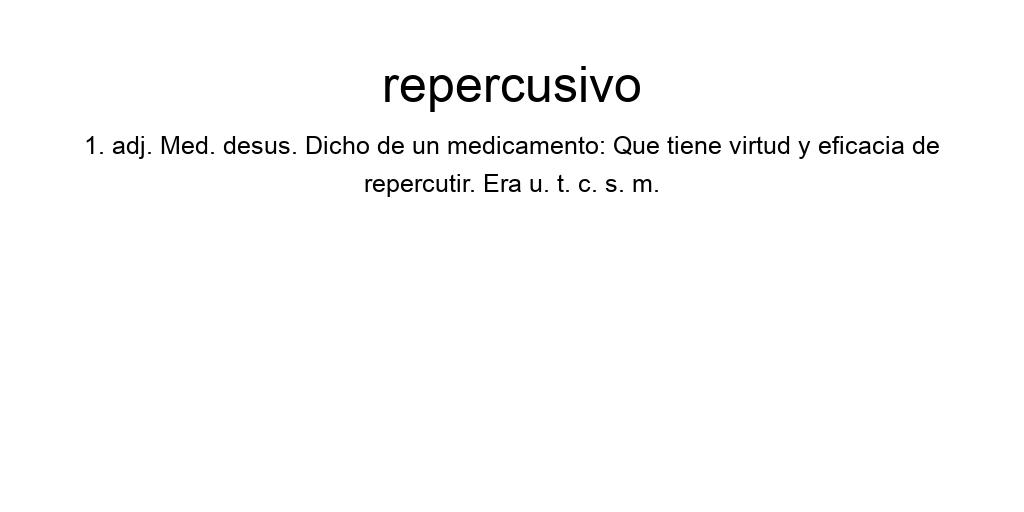 repercusivo
1. adj. Med. desus. Dicho de un medicamento: Que tiene virtud y eficacia de
repercutir. Era u. t. c. s. m.